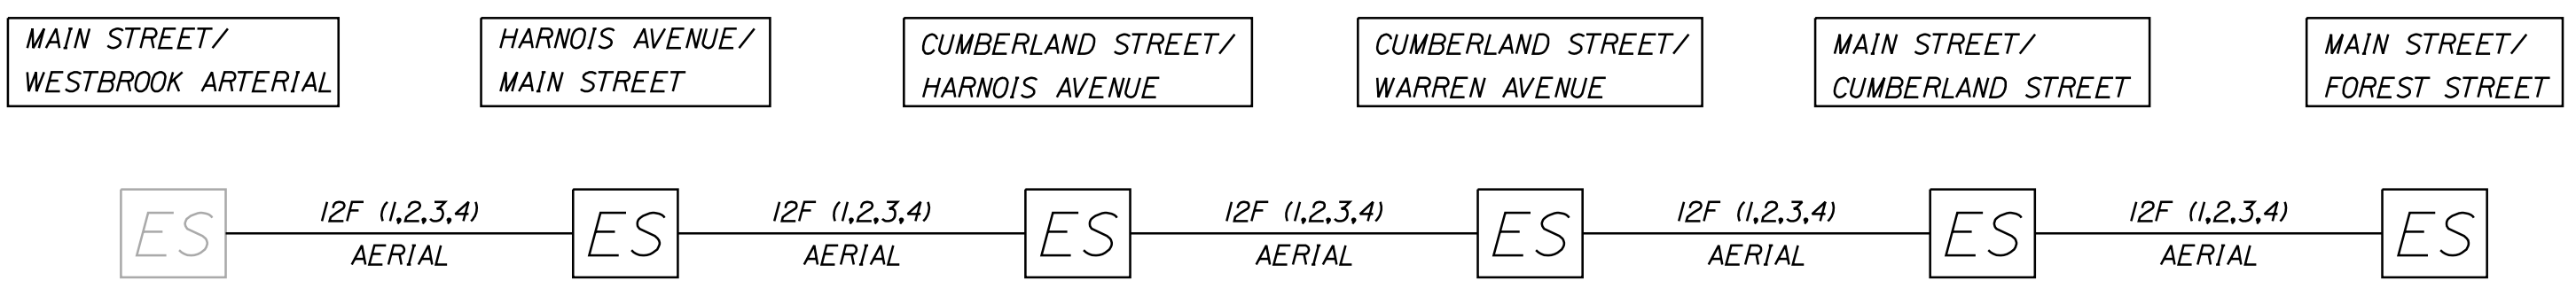 MAIN STREET/
WESTBROOK ARTERIAL
HARNOIS AVENUE/
MAIN STREET
CUMBERLAND STREET/
HARNOIS AVENUE
CUMBERLAND STREET/
WARREN AVENUE
MAIN STREET/
CUMBERLAND STREET
MAIN STREET/
FOREST STREET
ES
12F (1,2,3,4)
AERIAL
ES
12F (1,2,3,4)
AERIAL
ES
12F (1,2,3,4)
AERIAL
ES
12F (1,2,3,4)
AERIAL
ES
12F (1,2,3,4)
AERIAL
ES